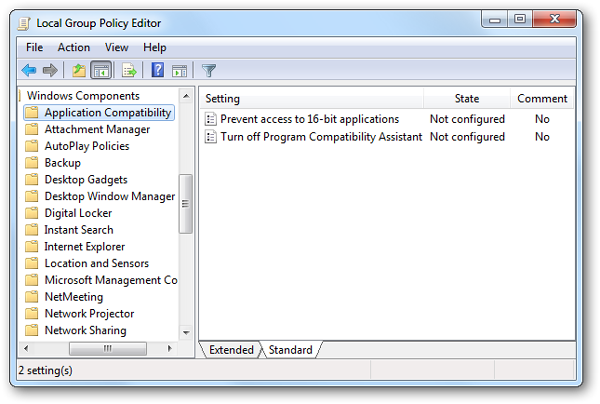 Local Group Policy Editor
File Action View Help
Windows Components
Application Compatibility
Attachment Manager
AutoPlay Policies
Backup
Desktop Gadgets
Desktop Window Manager
Digital Locker
Instant Search
Internet Explorer
Location and Sensors
Microsoft Management Co
NetMeeting
Network Projector
Network Sharing
Setting State Comment
Prevent access to 16-bit applications Not configured No
Turn off Program Compatibility Assistant Not configured No
Extended Standard
2 setting(s)